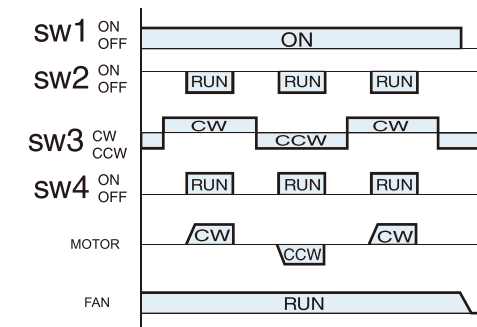 sw1 ON OFF ON
sw2 ON OFF RUN RUN RUN
sw3 CW CCW CW CCW CW
sw4 ON OFF RUN RUN RUN
MOTOR CW CCW CW
FAN RUN